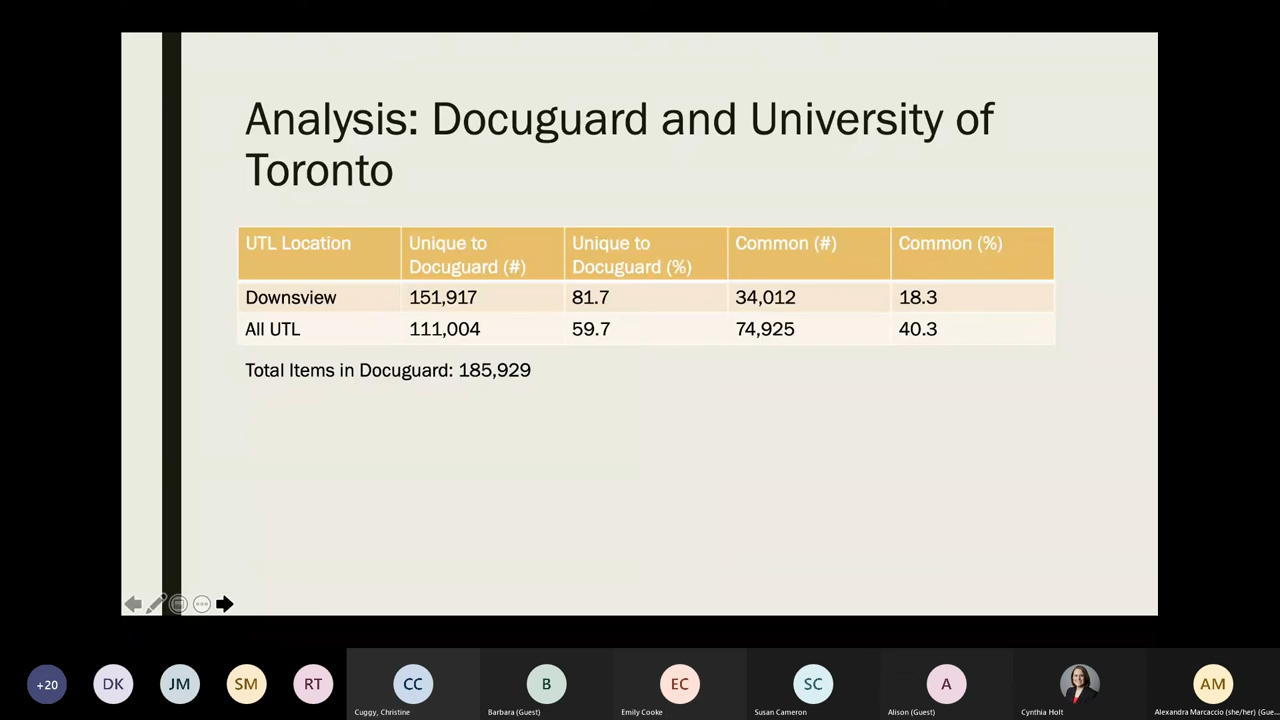 Analysis: Docuguard and University of
Toronto
UTL Location Unique to Docuguard (#) Unique to Docuguard (%) Common (#) Common (%)
Downsview 151,917 81.7 34,012 18.3
All UTL 111,004 59.7 74,925 40.3
Total Items in Docuguard: 185,929
+20 DK JM SM RT CC B EC SC A AM
Cuggy, Christine Barbara (Guest) Emily Cooke Susan Cameron Alison (Guest) Cynthia Holt Alexandra Marcaccio (she/her) (Gue...